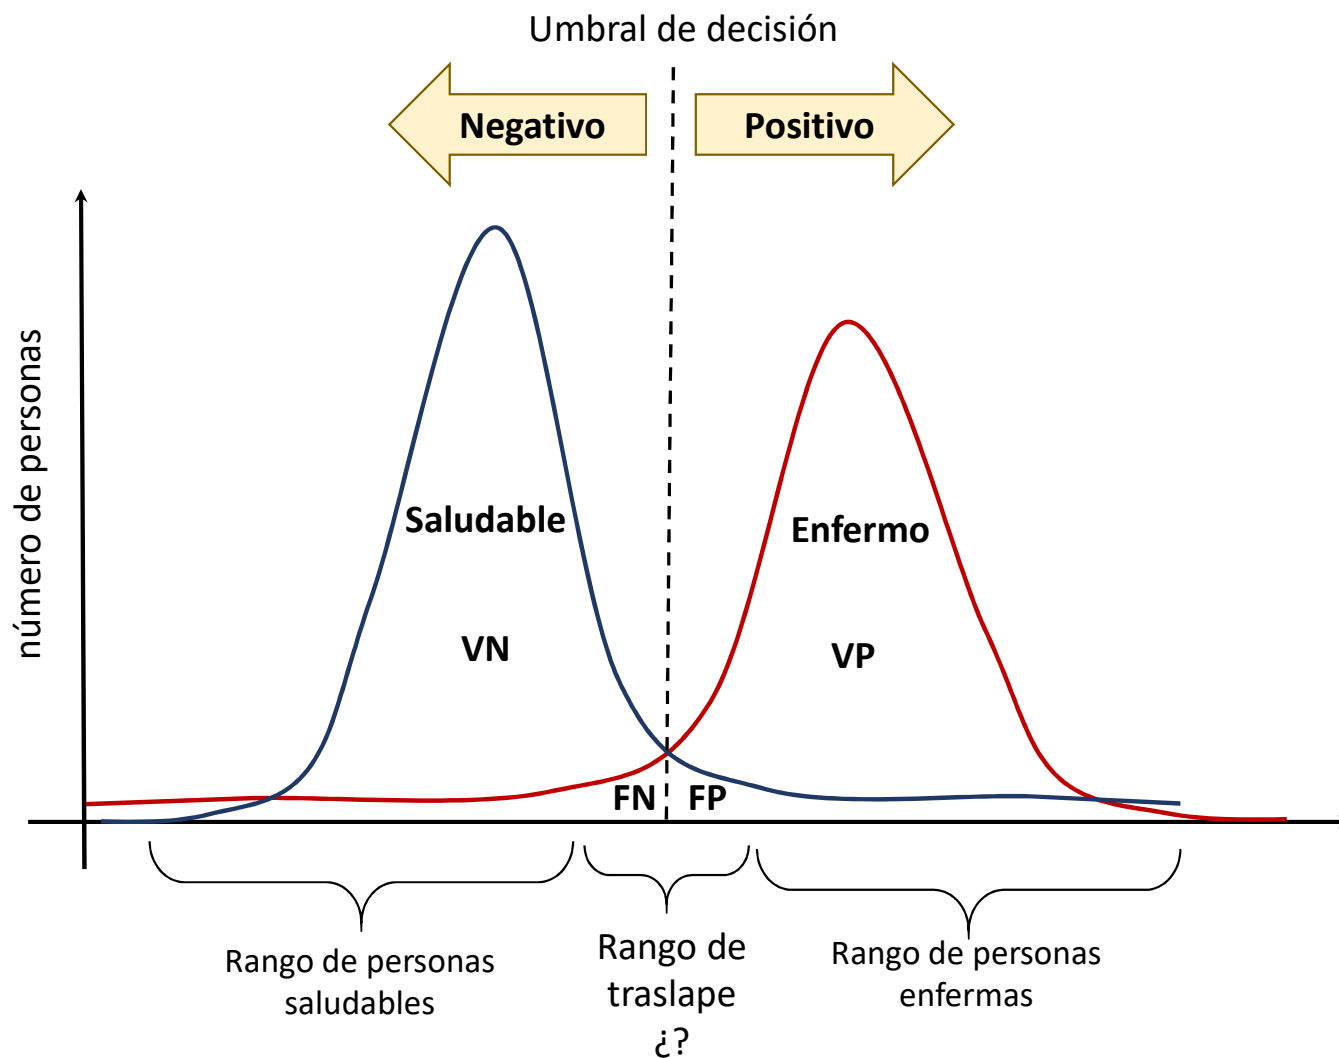 Umbral de decisión
Negativo
Positivo
número de personas
Saludable
Enfermo
VN
VP
FN
FP
Rango de personas
saludables
Rango de
traslape
¿?
Rango de personas
enfermas